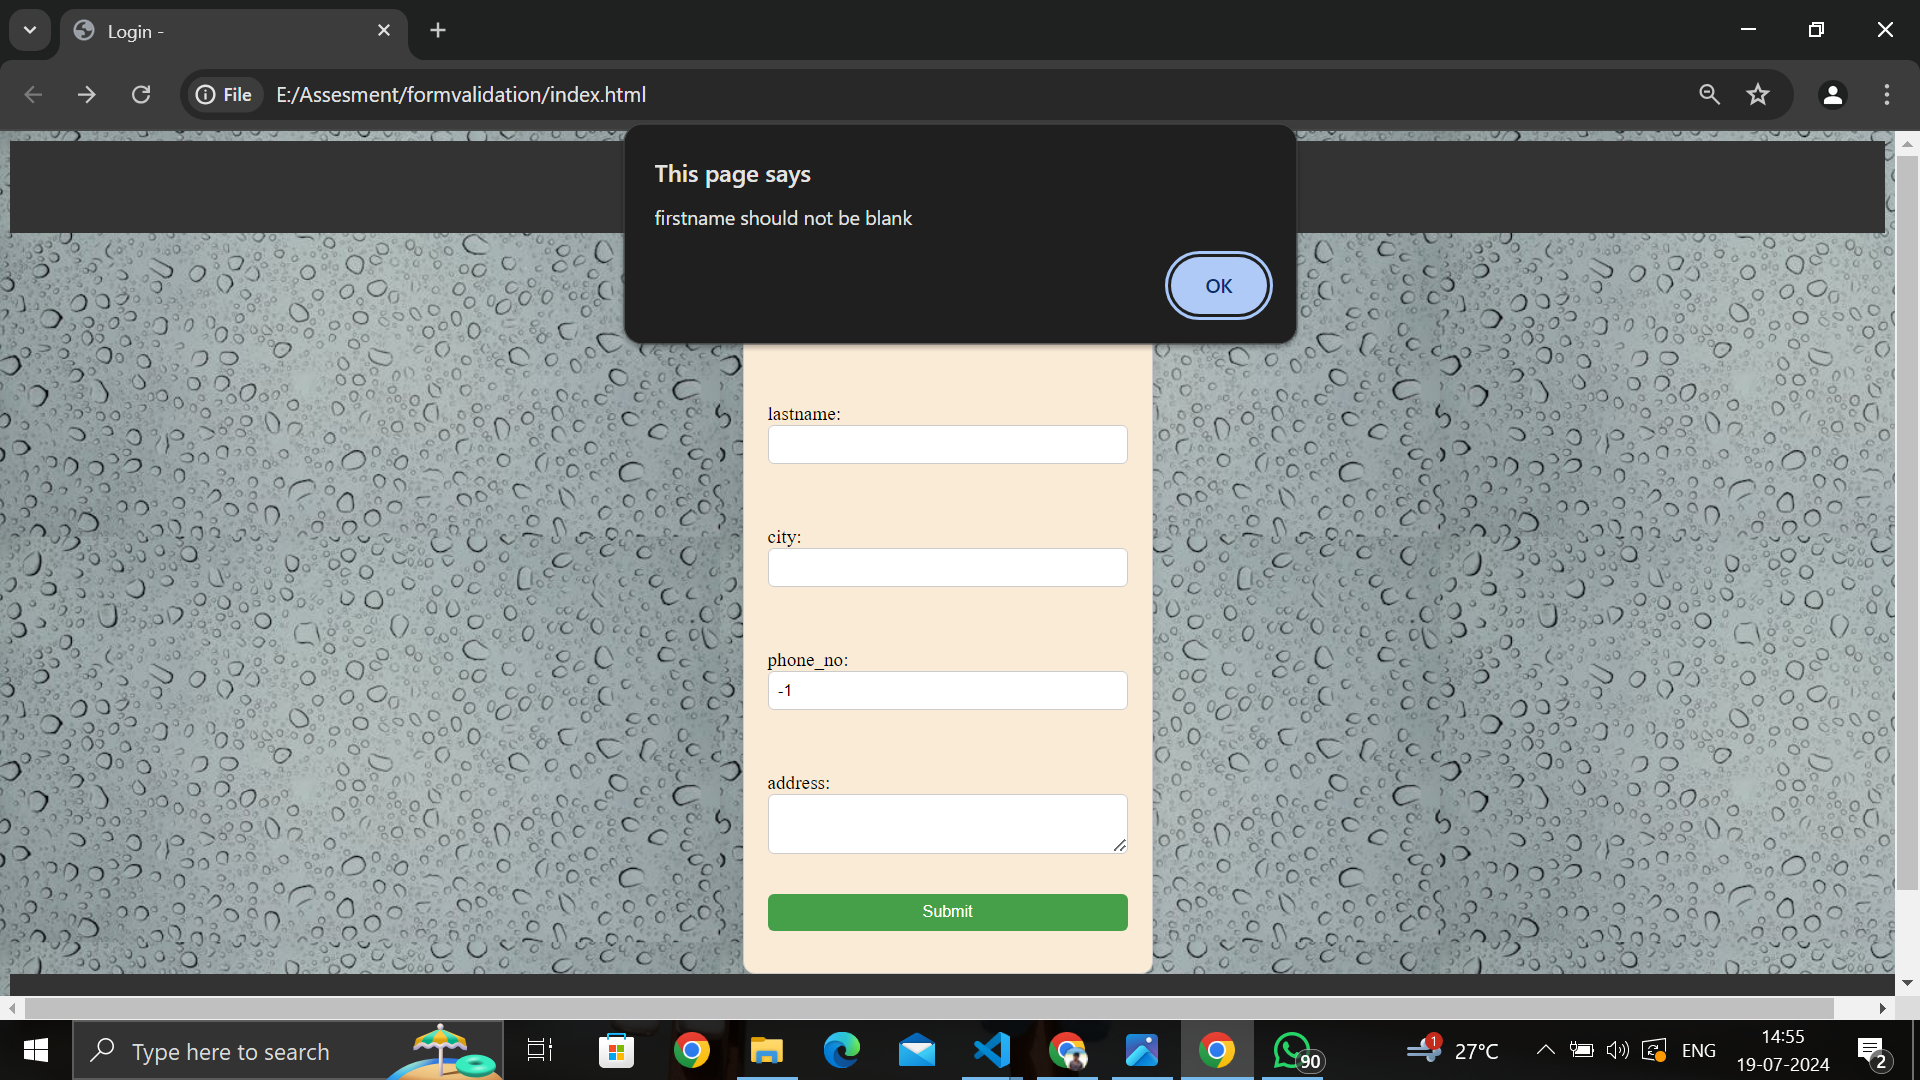 Login -
File
E:/Assesment/formvalidation/index.html
This page says
firstname should not be blank
OK
lastname:
city:
phone_no:
-1
address:
Submit
Type here to search
90
1
27°C
ENG
14:55
19-07-2024
2